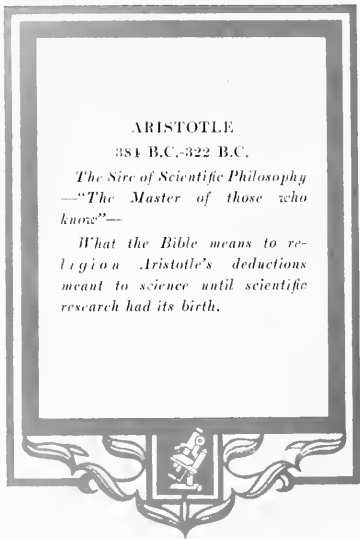 ARISTOTLE
384 B.C.-322 B.C.
The Sire of Scientific Philosophy
—"The Master of those who
know"—
What the Bible means to re-
ligion Aristotle's deductions
meant to science until scientific
research had its birth.